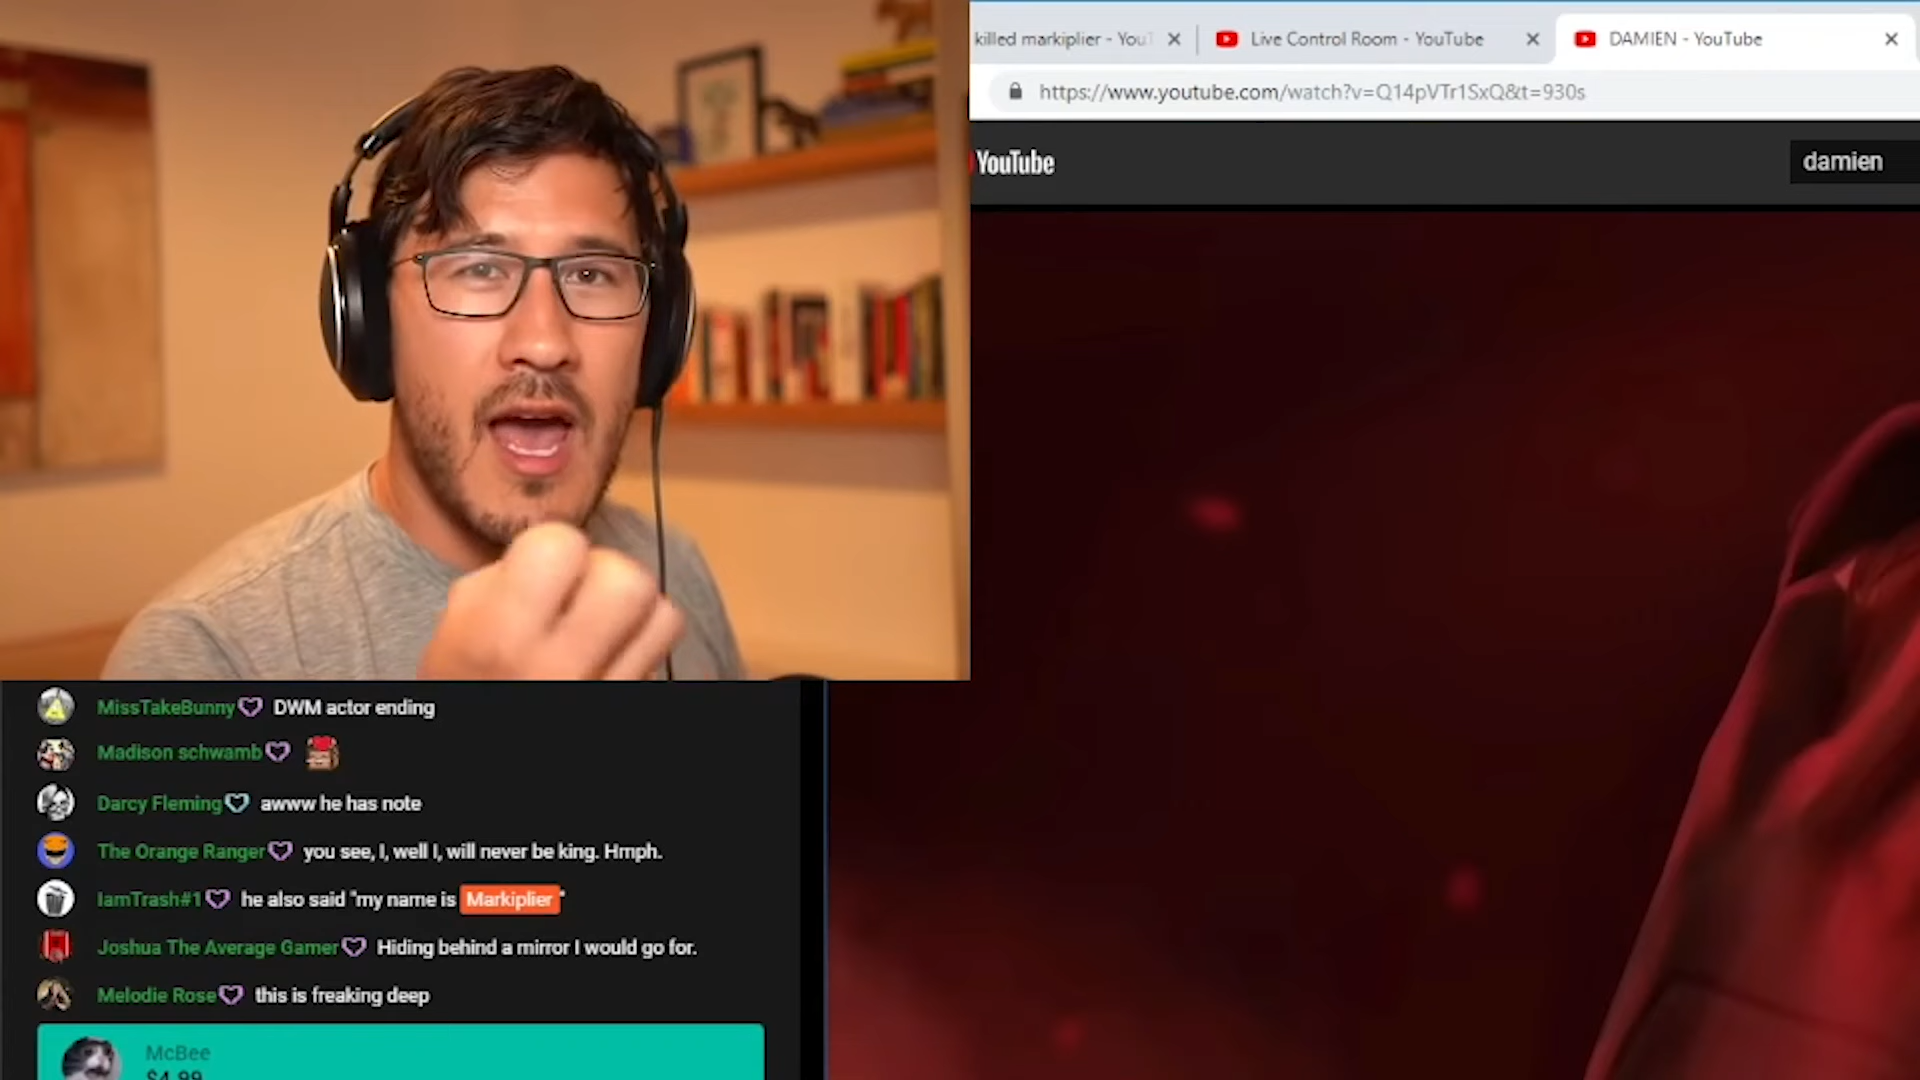 killed markiplier - YouT
Live Control Room - YouTube
DAMIEN - YouTube
https://www.youtube.com/watch?v=Q14pVTr1SxQ&t=930s
YouTube
damien
MissTakeBunny DWM actor ending
Madison schwamb
Darcy Fleming awww he has note
The Orange Ranger you see, I, well I, will never be king. Hmph.
IamTrash#1 he also said "my name is Markiplier"
Joshua The Average Gamer Hiding behind a mirror I would go for.
Melodie Rose this is freaking deep
McBee
$4.99